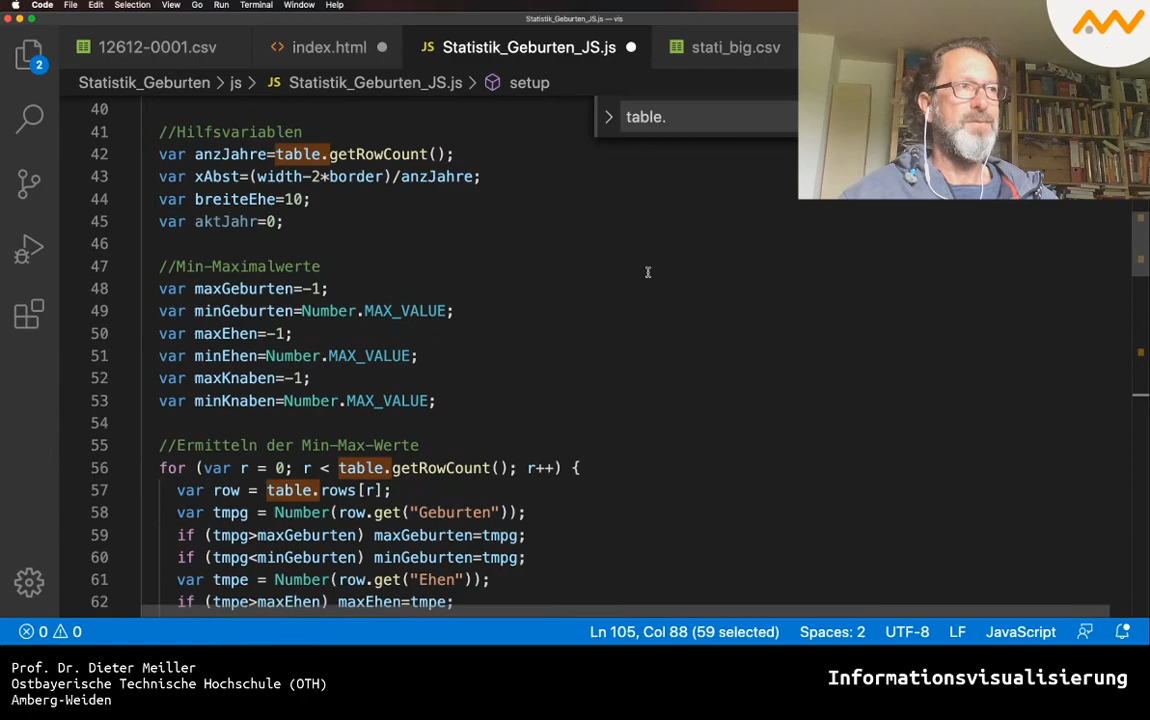 Code File Edit Selection View Go Run Terminal Window Help
Statistik_Geburten_JS.js — vis
12612-0001.csv <> index.html JS Statistik_Geburten_JS.js stati_big.csv
Statistik_Geburten > js > JS Statistik_Geburten_JS.js > setup
2
table.
40
41 //Hilfsvariablen
42 var anzJahre=table.getRowCount();
43 var xAbst=(width-2*border)/anzJahre;
44 var breiteEhe=10;
45 var aktJahr=0;
46
47 //Min-Maximalwerte
48 var maxGeburten=-1;
49 var minGeburten=Number.MAX_VALUE;
50 var maxEhen=-1;
51 var minEhen=Number.MAX_VALUE;
52 var maxKnaben=-1;
53 var minKnaben=Number.MAX_VALUE;
54
55 //Ermitteln der Min-Max-Werte
56 for (var r = 0; r < table.getRowCount(); r++) {
57 var row = table.rows[r];
58 var tmpg = Number(row.get("Geburten"));
59 if (tmpg>maxGeburten) maxGeburten=tmpg;
60 if (tmpg<minGeburten) minGeburten=tmpg;
61 var tmpe = Number(row.get("Ehen"));
62 if (tmpe>maxEhen) maxEhen=tmpe;
0 0 Ln 105, Col 88 (59 selected) Spaces: 2 UTF-8 LF JavaScript
Prof. Dr. Dieter Meiller
Ostbayerische Technische Hochschule (OTH)
Amberg-Weiden
Informationsvisualisierung